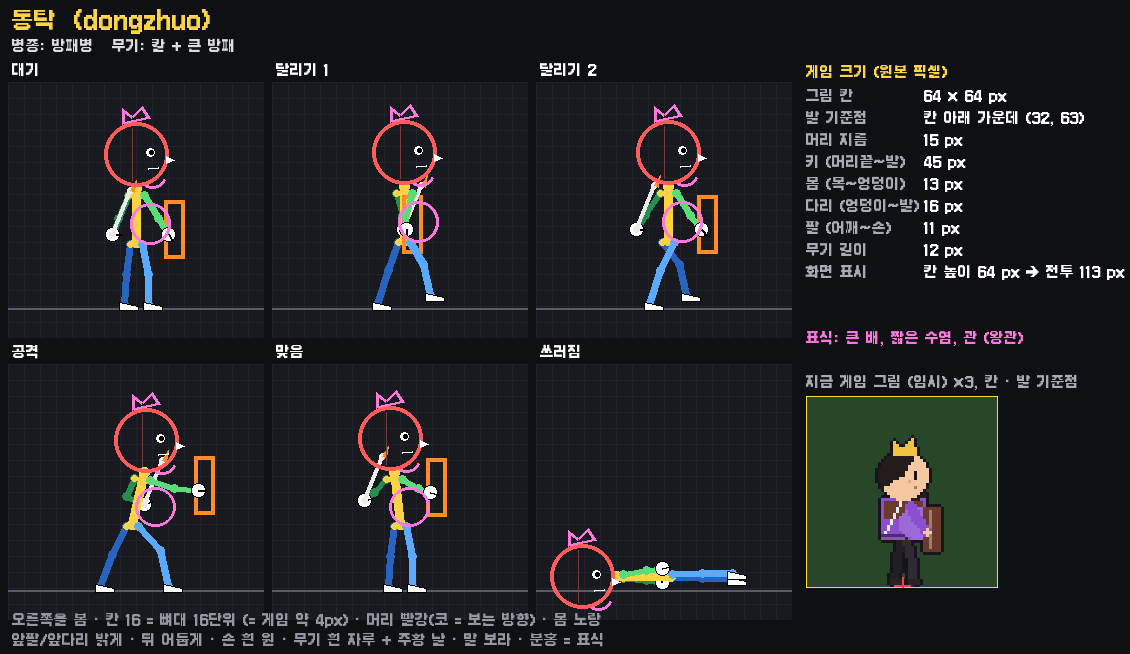 동탁 (dongzhuo)
병종: 방패병 무기: 칼 + 큰 방패
대기
달리기 1
달리기 2
공격
맞음
쓰러짐
게임 크기 (원본 픽셀)
그림 칸 64 × 64 px
발 기준점 칸 아래 가운데 (32, 63)
머리 지름 15 px
키 (머리끝~발) 45 px
몸 (목~엉덩이) 13 px
다리 (엉덩이~발) 16 px
팔 (어깨~손) 11 px
무기 길이 12 px
화면 표시 칸 높이 64 px → 전투 113 px
표식: 큰 배, 짧은 수염, 관 (왕관)
지금 게임 그림 (임시) ×3, 칸 · 발 기준점
오른쪽을 봄 · 칸 16 = 뼈대 16단위 (= 게임 약 4px) · 머리 빨강(코 = 보는 방향) · 몸 노랑
앞팔/앞다리 밝게 · 뒤 어둡게 · 손 흰 원 · 무기 흰 자루 + 주황 날 · 말 보라 · 분홍 = 표식